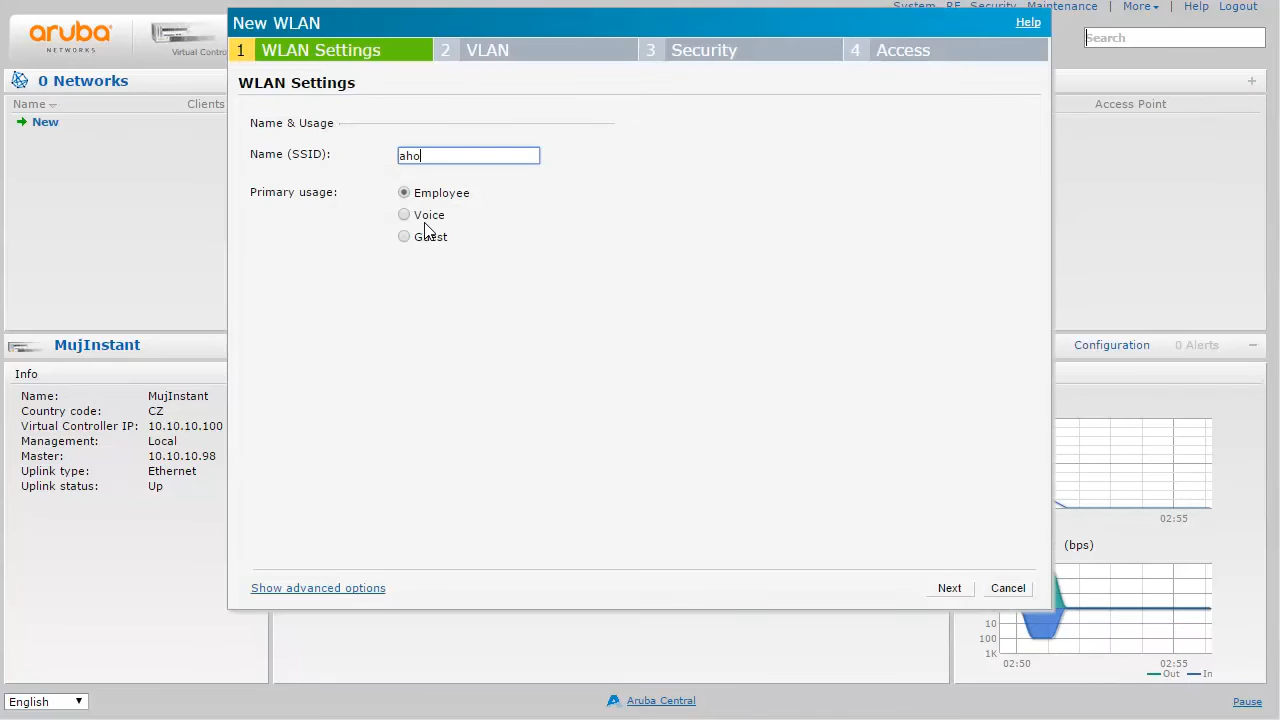 System RF Security Maintenance More Help Logout
aruba
NETWORKS
Virtual Contro
Search
New WLAN
Help
1 WLAN Settings
2 VLAN
3 Security
4 Access
0 Networks
Name
Clients
New
Access Point
WLAN Settings
Name & Usage
Name (SSID):
aho
Primary usage:
Employee
Voice
Guest
Show advanced options
Next
Cancel
MujInstant
Configuration
0 Alerts
Info
Name: MujInstant
Country code: CZ
Virtual Controller IP: 10.10.10.100
Management: Local
Master: 10.10.10.98
Uplink type: Ethernet
Uplink status: Up
02:55
(bps)
10
100
1K
02:50
02:55
Out
In
English
Aruba Central
Pause